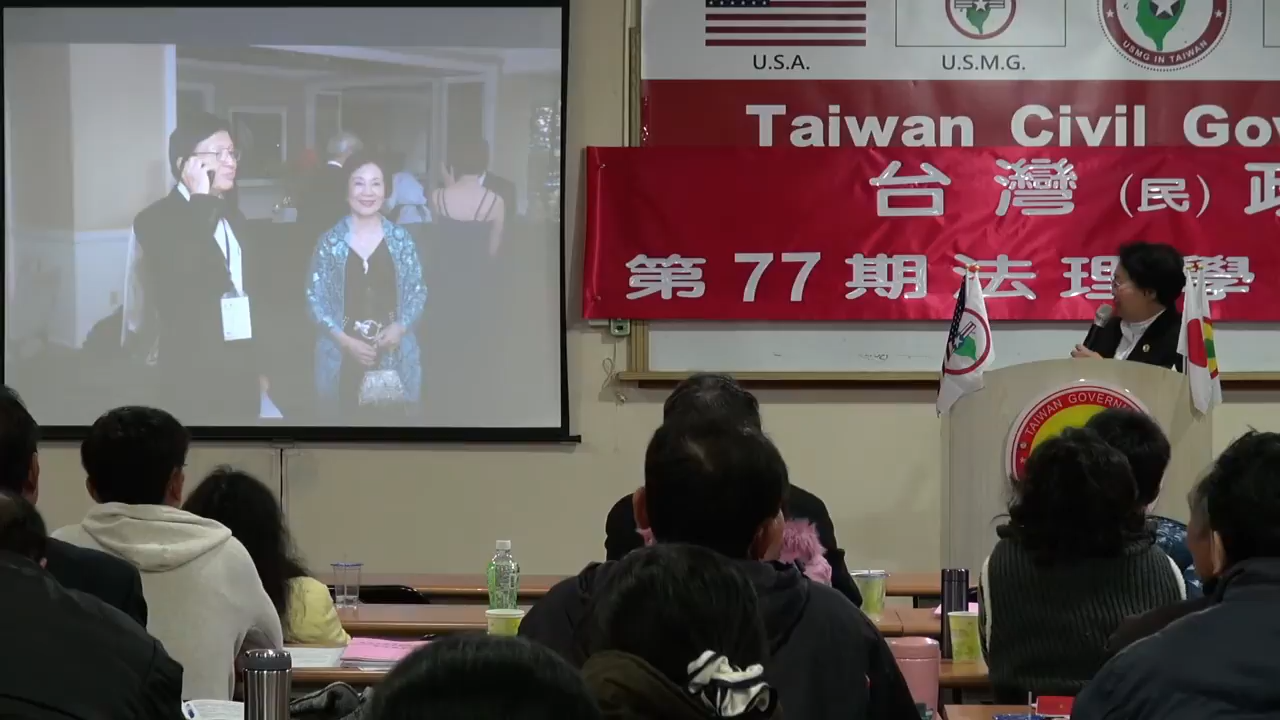 U.S.A.
U.S.M.G.
USMG IN TAIWAN
Taiwan Civil Gov
台灣(民)政
第77期法理學
TAIWAN GOVERN